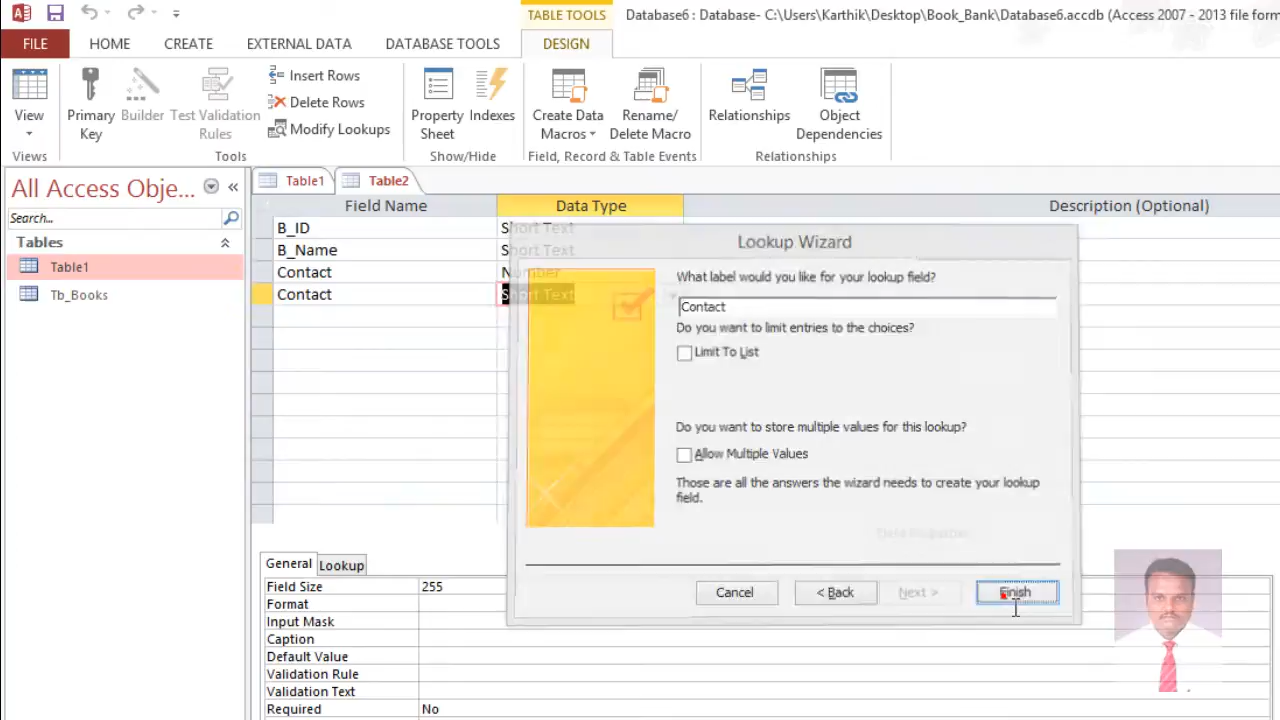 TABLE TOOLS
Database6 : Database- C:\Users\Karthik\Desktop\Book_Bank\Database6.accdb (Access 2007 - 2013 file form
FILE HOME CREATE EXTERNAL DATA DATABASE TOOLS DESIGN
View
Views
Primary Key
Builder
Test Validation Rules
Insert Rows
Delete Rows
Modify Lookups
Tools
Property Sheet
Indexes
Show/Hide
Create Data Macros
Rename/ Delete Macro
Field, Record & Table Events
Relationships
Object Dependencies
Relationships
All Access Obje...
Search...
Tables
Table1
Tb_Books
Table1 Table2
Field Name Data Type Description (Optional)
B_ID Short Text
B_Name Short Text
Contact Number
Contact Short Text
Lookup Wizard
What label would you like for your lookup field?
Contact
Do you want to limit entries to the choices?
Limit To List
Do you want to store multiple values for this lookup?
Allow Multiple Values
Those are all the answers the wizard needs to create your lookup
field.
Cancel < Back Next > Finish
General Lookup
Field Size 255
Format
Input Mask
Caption
Default Value
Validation Rule
Validation Text
Required No